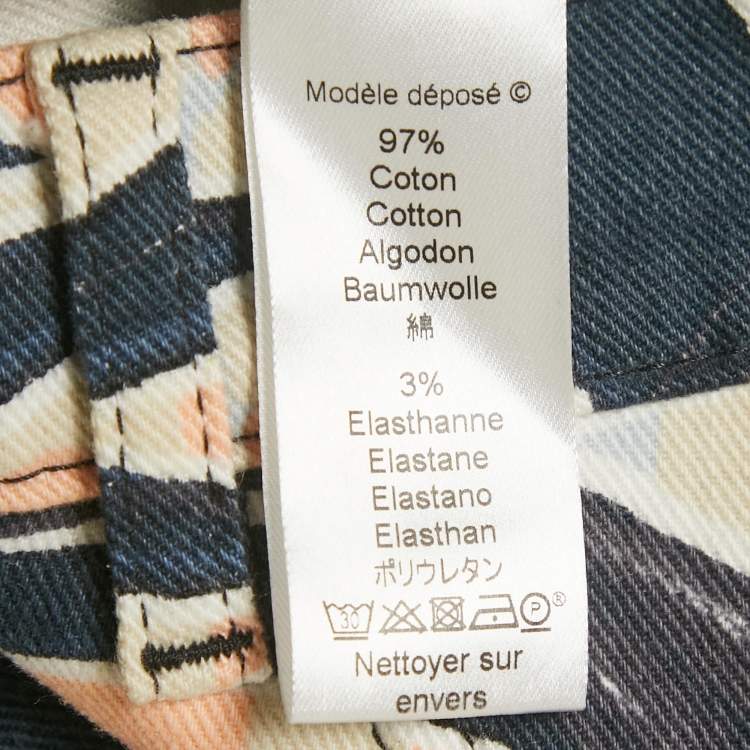 Modèle déposé ©
97%
Coton
Cotton
Algodon
Baumwolle
綿
3%
Elasthanne
Elastane
Elastano
Elasthan
ポリウレタン
30 P ®
Nettoyer sur
envers